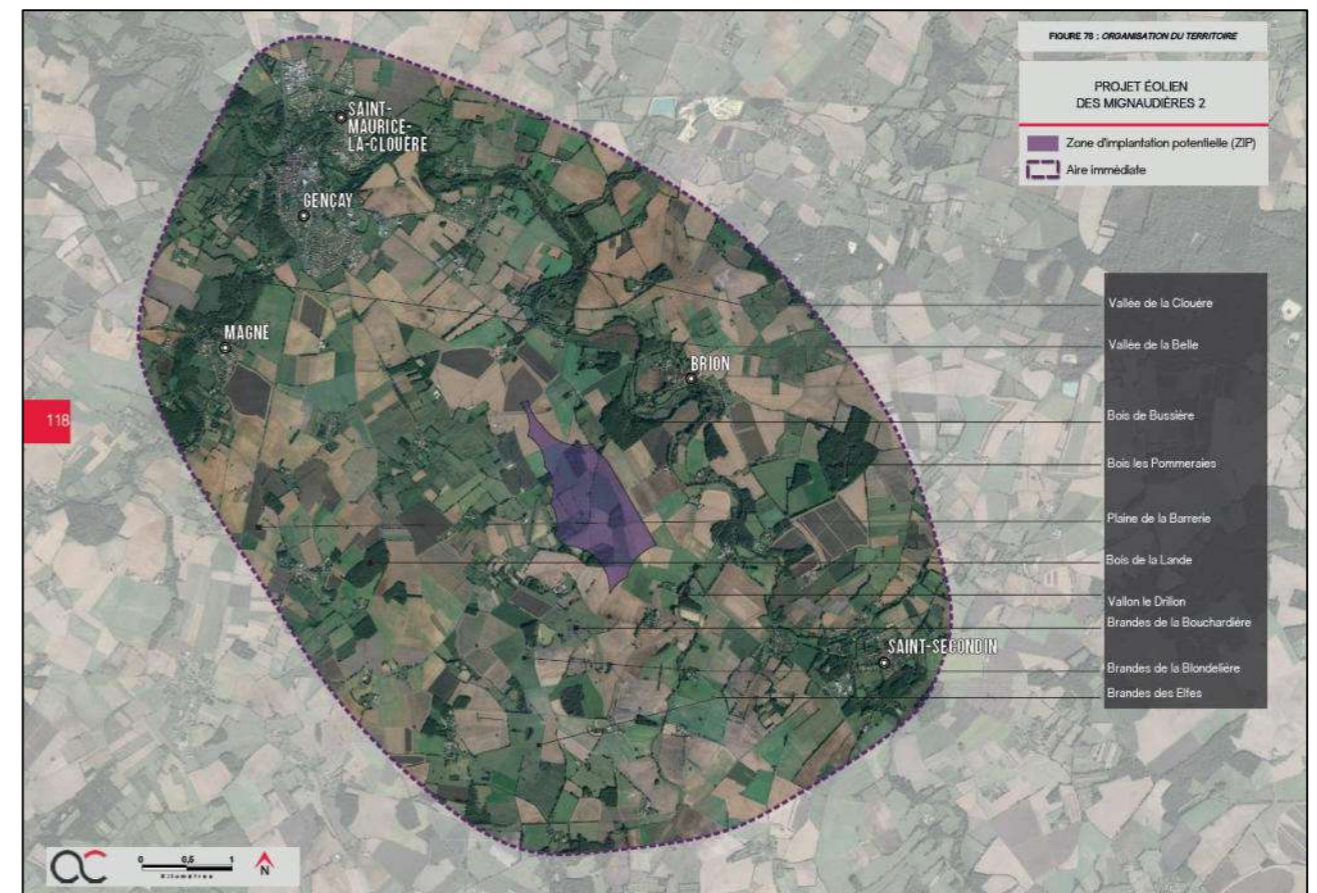 FIGURE 78 : ORGANISATION DU TERRITOIRE
PROJET ÉOLIEN
DES MIGNAUDIÈRES 2
Zone d'implantation potentielle (ZIP)
Aire immédiate
SAINT-
MAURICE-
LA-CLOUÈRE
GENÇAY
MAGNÉ
BRION
SAINT-SECONDIN
118
Vallée de la Clouère
Vallée de la Belle
Bois de Bussière
Bois les Pommeraies
Plaine de la Barrerie
Bois de la Lande
Vallon le Drillon
Brandes de la Bouchardière
Brandes de la Blondelière
Brandes des Elfes
0 0,5 1
Kilomètres
N